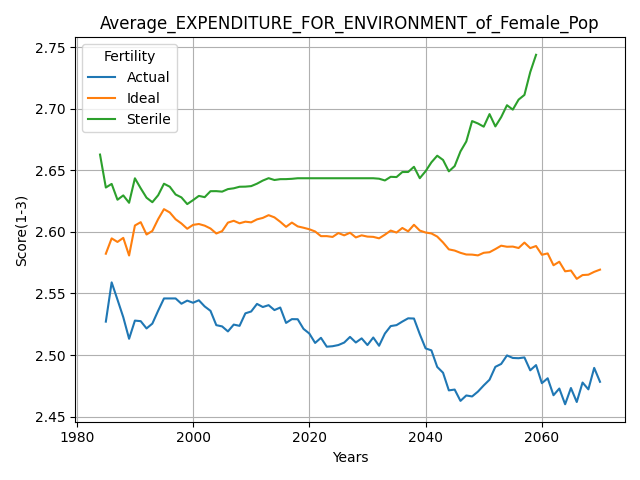 Average_EXPENDITURE_FOR_ENVIRONMENT_of_Female_Pop
Fertility
Actual
Ideal
Sterile
2.75
2.70
2.65
2.60
2.55
2.50
2.45
Score(1-3)
1980
2000
2020
2040
2060
Years